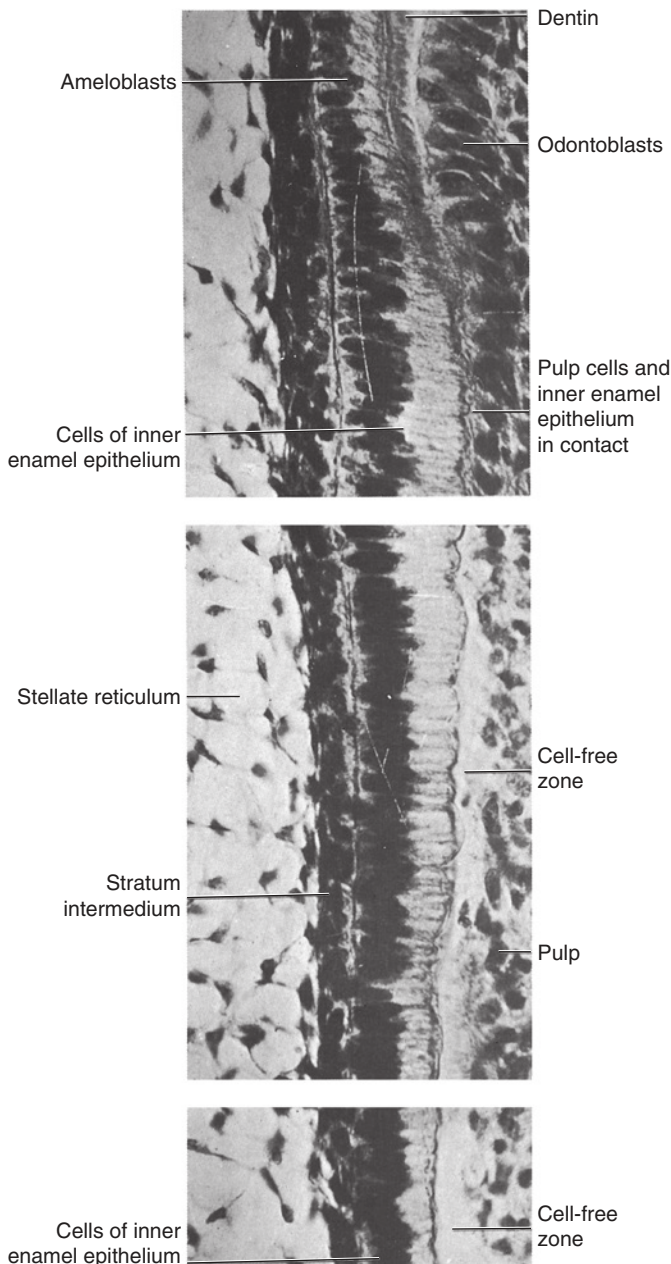 Dentin
Ameloblasts
Odontoblasts
Pulp cells and
inner enamel
epithelium
in contact
Cells of inner
enamel epithelium
Stellate reticulum
Cell-free
zone
Stratum
intermedium
Pulp
Cell-free
zone
Cells of inner
enamel epithelium